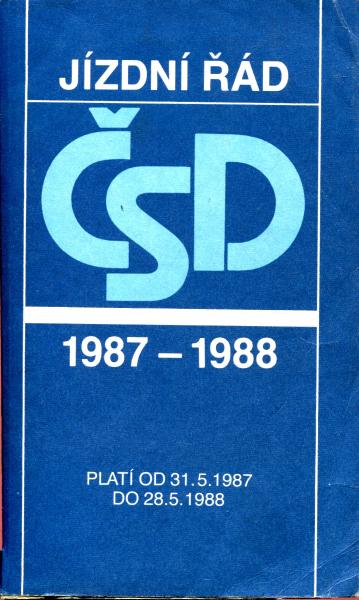 JÍZDNÍ ŘÁD
ČSD
1987 – 1988
PLATÍ OD 31.5.1987
DO 28.5.1988